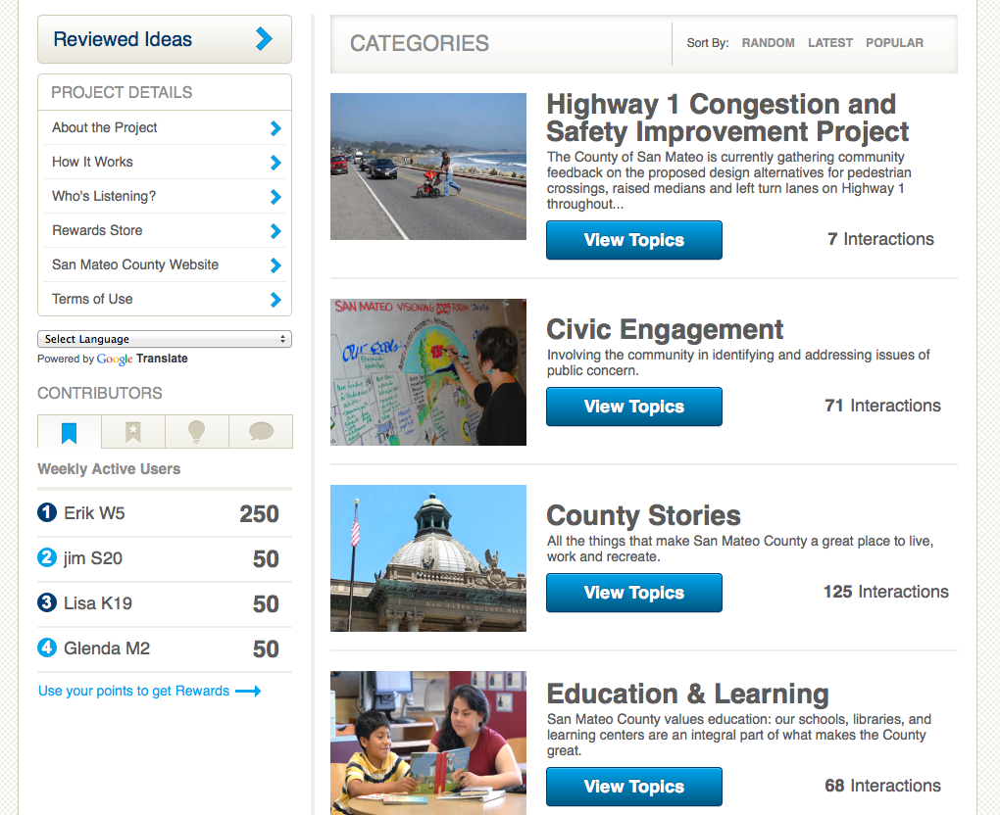 Reviewed Ideas
PROJECT DETAILS
About the Project
How It Works
Who's Listening?
Rewards Store
San Mateo County Website
Terms of Use
Select Language
Powered by Google Translate
CONTRIBUTORS
Weekly Active Users
1 Erik W5 250
2 jim S20 50
3 Lisa K19 50
4 Glenda M2 50
Use your points to get Rewards
CATEGORIES
Sort By: RANDOM LATEST POPULAR
Highway 1 Congestion and
Safety Improvement Project
The County of San Mateo is currently gathering community
feedback on the proposed design alternatives for pedestrian
crossings, raised medians and left turn lanes on Highway 1
throughout...
View Topics
7 Interactions
SAN MATEO VISIONING 2025 FORUM
Our goals
Civic Engagement
Involving the community in identifying and addressing issues of
public concern.
View Topics
71 Interactions
SAN MATEO COUNTY
County Stories
All the things that make San Mateo County a great place to live,
work and recreate.
View Topics
125 Interactions
Education & Learning
San Mateo County values education: our schools, libraries, and
learning centers are an integral part of what makes the County
great.
View Topics
68 Interactions